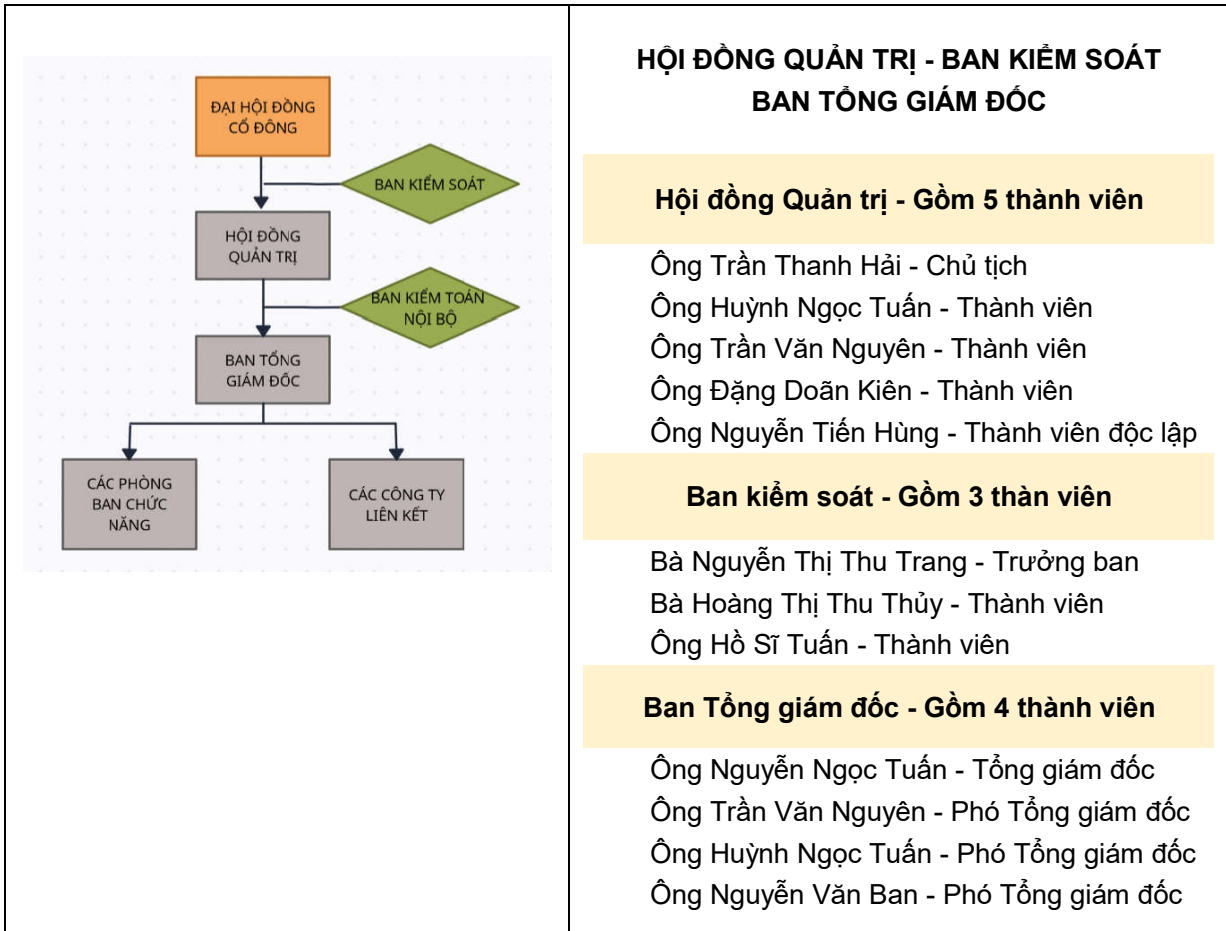 ĐẠI HỘI ĐỒNG
CỔ ĐÔNG
BAN KIỂM SOÁT
HỘI ĐỒNG
QUẢN TRỊ
BAN KIỂM TOÁN
NỘI BỘ
BAN TỔNG
GIÁM ĐỐC
CÁC PHÒNG
BAN CHỨC
NĂNG
CÁC CÔNG TY
LIÊN KẾT
HỘI ĐỒNG QUẢN TRỊ - BAN KIỂM SOÁT
BAN TỔNG GIÁM ĐỐC
Hội đồng Quản trị - Gồm 5 thành viên
Ông Trần Thanh Hải - Chủ tịch
Ông Huỳnh Ngọc Tuấn - Thành viên
Ông Trần Văn Nguyên - Thành viên
Ông Đặng Doãn Kiên - Thành viên
Ông Nguyễn Tiến Hùng - Thành viên độc lập
Ban kiểm soát - Gồm 3 thàn viên
Bà Nguyễn Thị Thu Trang - Trưởng ban
Bà Hoàng Thị Thu Thủy - Thành viên
Ông Hồ Sĩ Tuấn - Thành viên
Ban Tổng giám đốc - Gồm 4 thành viên
Ông Nguyễn Ngọc Tuấn - Tổng giám đốc
Ông Trần Văn Nguyên - Phó Tổng giám đốc
Ông Huỳnh Ngọc Tuấn - Phó Tổng giám đốc
Ông Nguyễn Văn Ban - Phó Tổng giám đốc